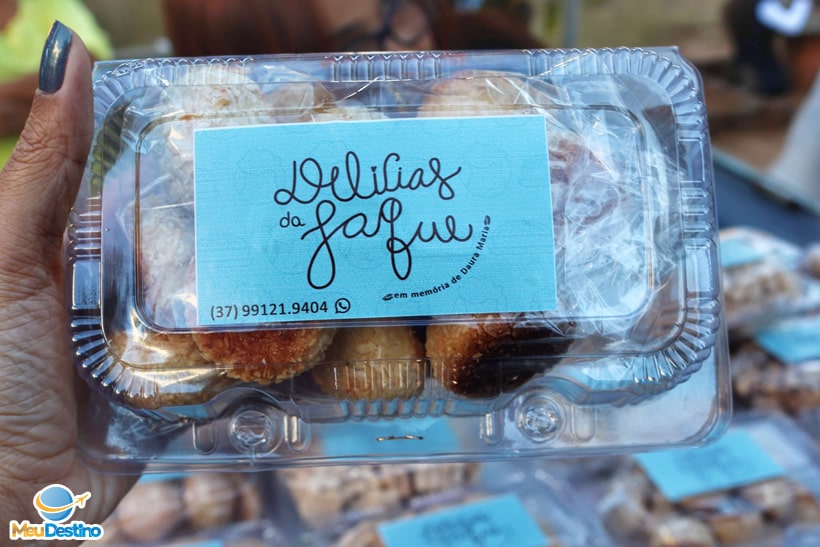 Delícias
da
Jaque
em memória de Daura Maria
(37) 99121.9404
MeuDestino